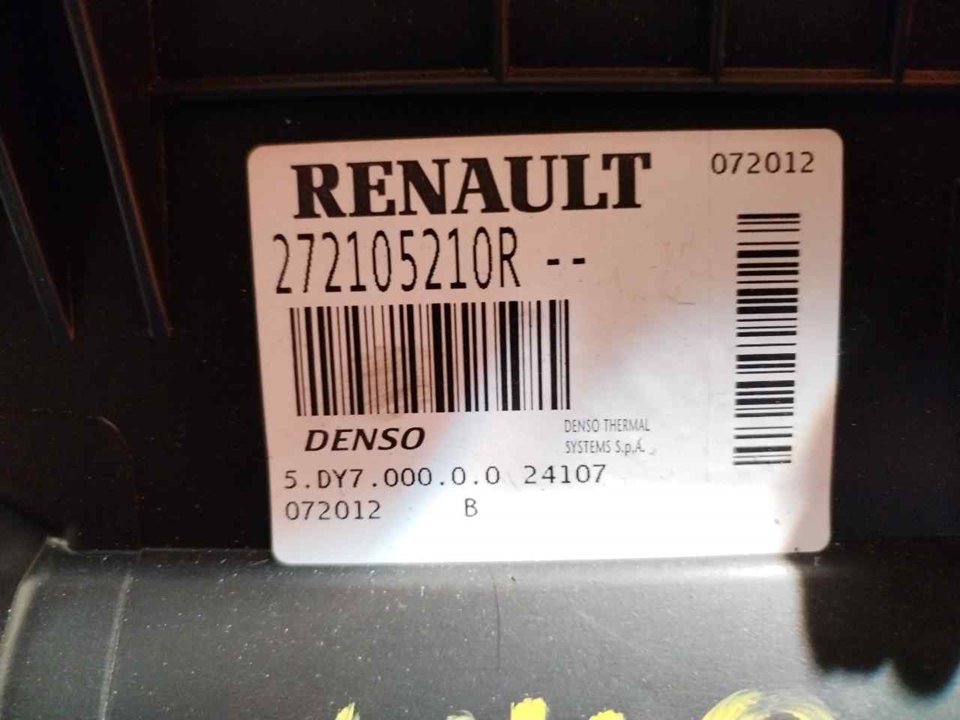 RENAULT
072012
272105210R --
DENSO
DENSO THERMAL
SYSTEMS S.p.A.
5.DY7.000.0.0 24107
072012 B